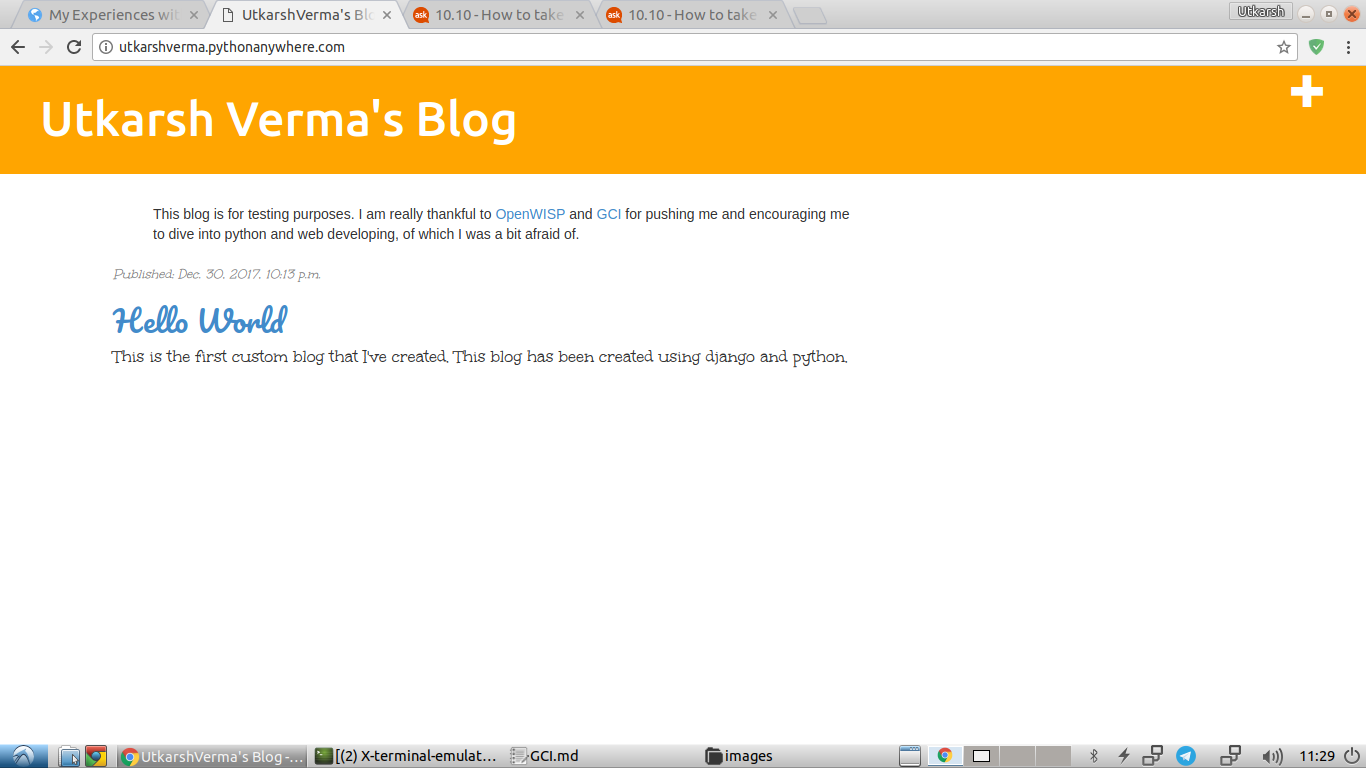 My Experiences wit
UtkarshVerma's Blo
ask 10.10 - How to take
ask 10.10 - How to take
Utkarsh
utkarshverma.pythonanywhere.com
Utkarsh Verma's Blog
This blog is for testing purposes. I am really thankful to OpenWISP and GCI for pushing me and encouraging me
to dive into python and web developing, of which I was a bit afraid of.
Published: Dec. 30, 2017, 10:13 p.m.
Hello World
This is the first custom blog that I've created. This blog has been created using django and python.
UtkarshVerma's Blog -...
[(2) X-terminal-emulat...
GCI.md
images
11:29